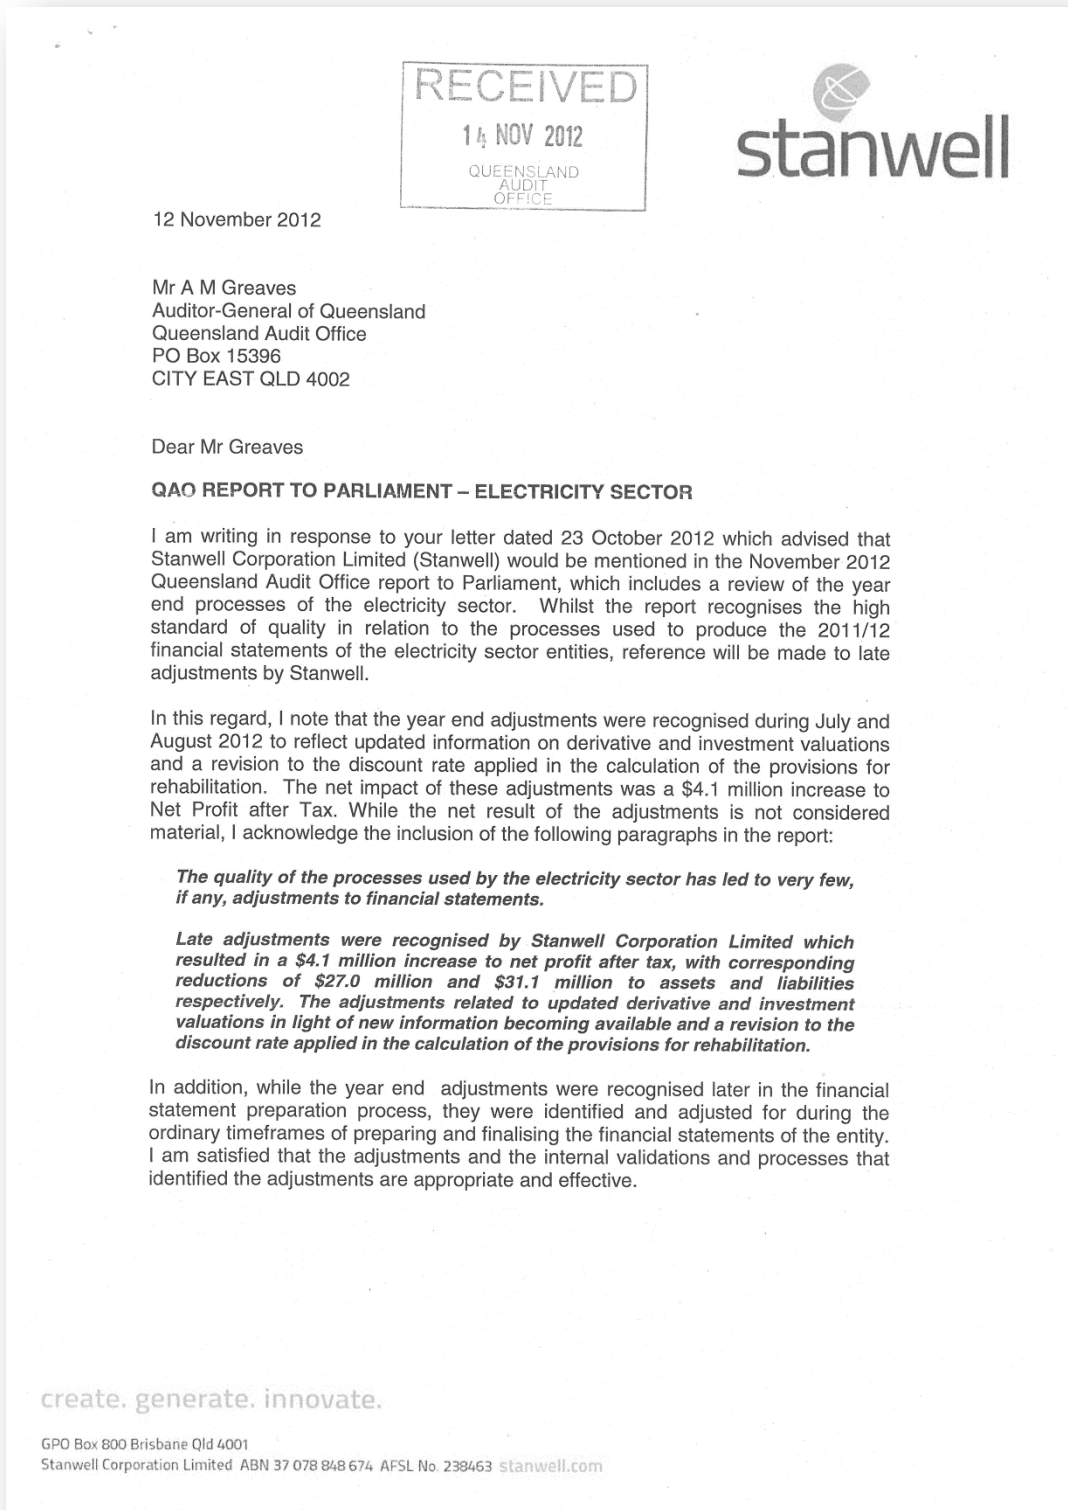 RECEIVED
14 NOV 2012
QUEENSLAND
AUDIT
OFFICE
stanwell
12 November 2012
Mr A M Greaves
Auditor-General of Queensland
Queensland Audit Office
PO Box 15396
CITY EAST QLD 4002
Dear Mr Greaves
QAO REPORT TO PARLIAMENT – ELECTRICITY SECTOR
I am writing in response to your letter dated 23 October 2012 which advised that
Stanwell Corporation Limited (Stanwell) would be mentioned in the November 2012
Queensland Audit Office report to Parliament, which includes a review of the year
end processes of the electricity sector. Whilst the report recognises the high
standard of quality in relation to the processes used to produce the 2011/12
financial statements of the electricity sector entities, reference will be made to late
adjustments by Stanwell.
In this regard, I note that the year end adjustments were recognised during July and
August 2012 to reflect updated information on derivative and investment valuations
and a revision to the discount rate applied in the calculation of the provisions for
rehabilitation. The net impact of these adjustments was a $4.1 million increase to
Net Profit after Tax. While the net result of the adjustments is not considered
material, I acknowledge the inclusion of the following paragraphs in the report:
The quality of the processes used by the electricity sector has led to very few,
if any, adjustments to financial statements.
Late adjustments were recognised by Stanwell Corporation Limited which
resulted in a $4.1 million increase to net profit after tax, with corresponding
reductions of $27.0 million and $31.1 million to assets and liabilities
respectively. The adjustments related to updated derivative and investment
valuations in light of new information becoming available and a revision to the
discount rate applied in the calculation of the provisions for rehabilitation.
In addition, while the year end adjustments were recognised later in the financial
statement preparation process, they were identified and adjusted for during the
ordinary timeframes of preparing and finalising the financial statements of the entity.
I am satisfied that the adjustments and the internal validations and processes that
identified the adjustments are appropriate and effective.
create. generate. innovate.
GPO Box 800 Brisbane Qld 4001
Stanwell Corporation Limited ABN 37 078 848 674 AFSL No. 238463 stanwell.com